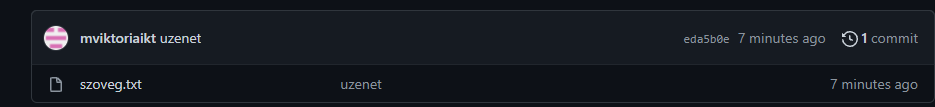 mviktoriaikt uzenet eda5b0e 7 minutes ago 1 commit
szoveg.txt uzenet 7 minutes ago